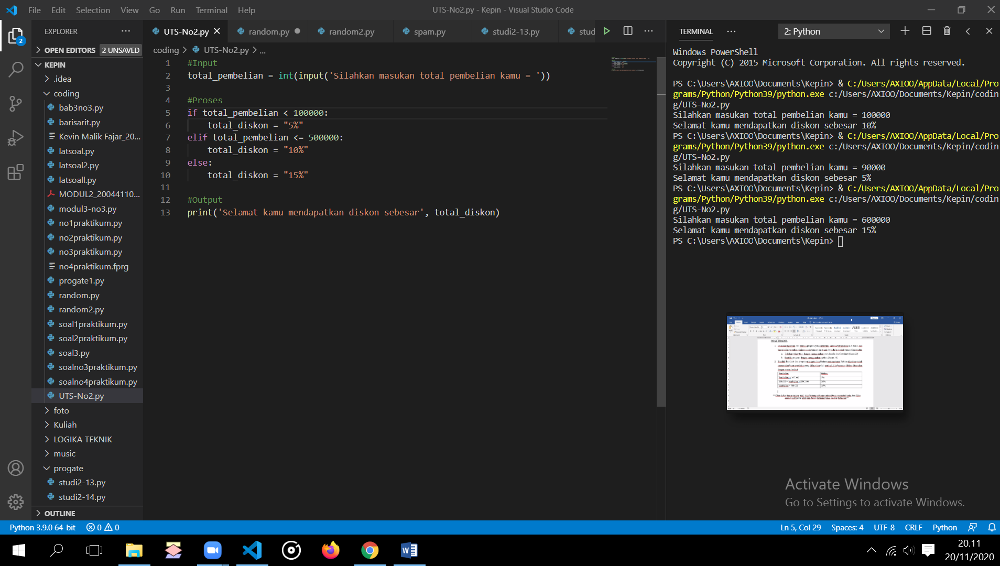 File Edit Selection View Go Run Terminal Help
UTS-No2.py - Kepin - Visual Studio Code
EXPLORER
OPEN EDITORS 2 UNSAVED
KEPIN
.idea
coding
bab3no3.py
barisarit.py
Kevin Malik Fajar_20...
latsoal.py
latsoal2.py
latsoall.py
MODUL2_20044110...
modul3-no3.py
no1praktikum.py
no2praktikum.py
no3praktikum.py
no4praktikum.fprg
progate1.py
random.py
random2.py
soal1praktikum.py
soal2praktikum.py
soal3.py
soalno3praktikum.py
soalno4praktikum.py
UTS-No2.py
foto
Kuliah
LOGIKA TEKNIK
music
progate
studi2-13.py
studi2-14.py
OUTLINE
UTS-No2.py random.py random2.py spam.py studi2-13.py stud
coding > UTS-No2.py > ...
1 #Input
2 total_pembelian = int(input('Silahkan masukan total pembelian kamu = '))
3
4 #Proses
5 if total_pembelian < 100000:
6 total_diskon = "5%"
7 elif total_pembelian <= 500000:
8 total_diskon = "10%"
9 else:
10 total_diskon = "15%"
11
12 #Output
13 print('Selamat kamu mendapatkan diskon sebesar', total_diskon)
TERMINAL 2: Python
Windows PowerShell
Copyright (C) 2015 Microsoft Corporation. All rights reserved.
PS C:\Users\AXIOO\Documents\Kepin> & C:/Users/AXIOO/AppData/Local/Pro
grams/Python/Python39/python.exe c:/Users/AXIOO/Documents/Kepin/codin
g/UTS-No2.py
Silahkan masukan total pembelian kamu = 100000
Selamat kamu mendapatkan diskon sebesar 10%
PS C:\Users\AXIOO\Documents\Kepin> & C:/Users/AXIOO/AppData/Local/Pro
grams/Python/Python39/python.exe c:/Users/AXIOO/Documents/Kepin/codin
g/UTS-No2.py
Silahkan masukan total pembelian kamu = 90000
Selamat kamu mendapatkan diskon sebesar 5%
PS C:\Users\AXIOO\Documents\Kepin> & C:/Users/AXIOO/AppData/Local/Pro
grams/Python/Python39/python.exe c:/Users/AXIOO/Documents/Kepin/codin
g/UTS-No2.py
Silahkan masukan total pembelian kamu = 600000
Selamat kamu mendapatkan diskon sebesar 15%
PS C:\Users\AXIOO\Documents\Kepin>
Activate Windows
Go to Settings to activate Windows.
Python 3.9.0 64-bit 0 0
Ln 5, Col 29 Spaces: 4 UTF-8 CRLF Python
20.11
20/11/2020